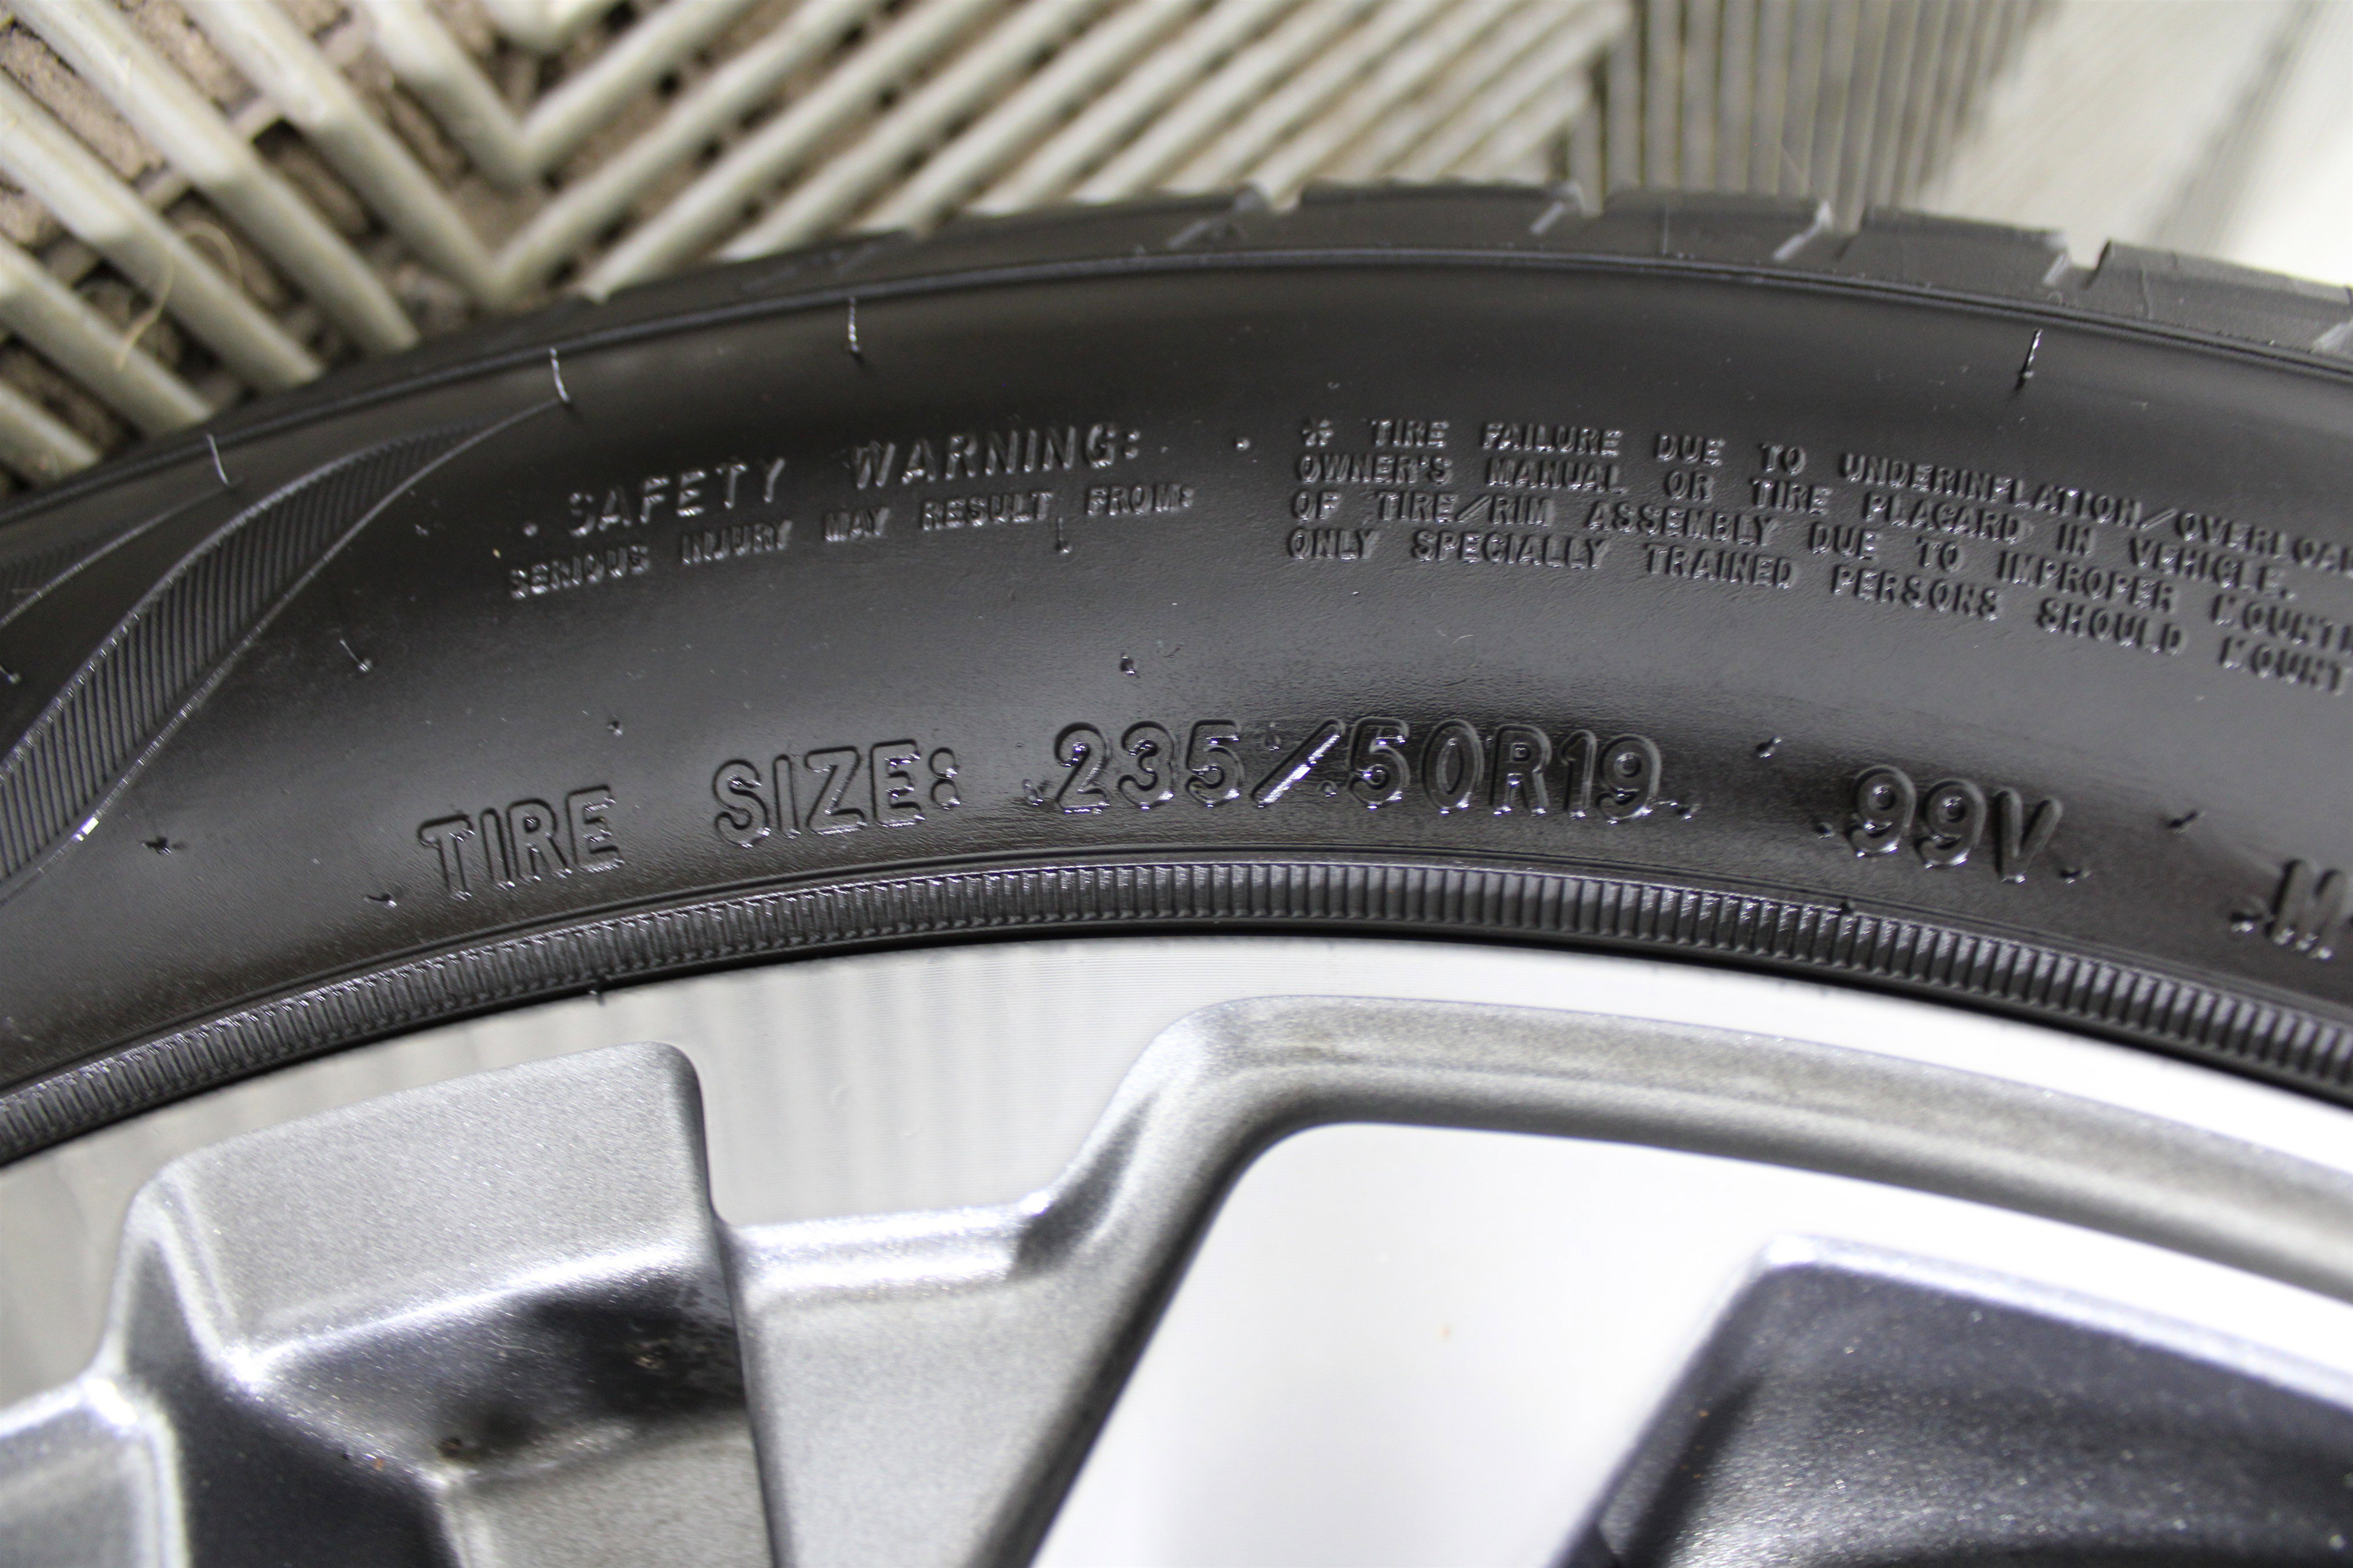 SAFETY WARNING:
SERIOUS INJURY MAY RESULT FROM:
* TIRE FAILURE DUE TO UNDERINFLATION/OVERLOA
OWNER'S MANUAL OR TIRE PLACARD IN VEHICLE.
OF TIRE/RIM ASSEMBLY DUE TO IMPROPER MOUNTI
ONLY SPECIALLY TRAINED PERSONS SHOULD MOUNT
TIRE SIZE: 235/50R19 99V